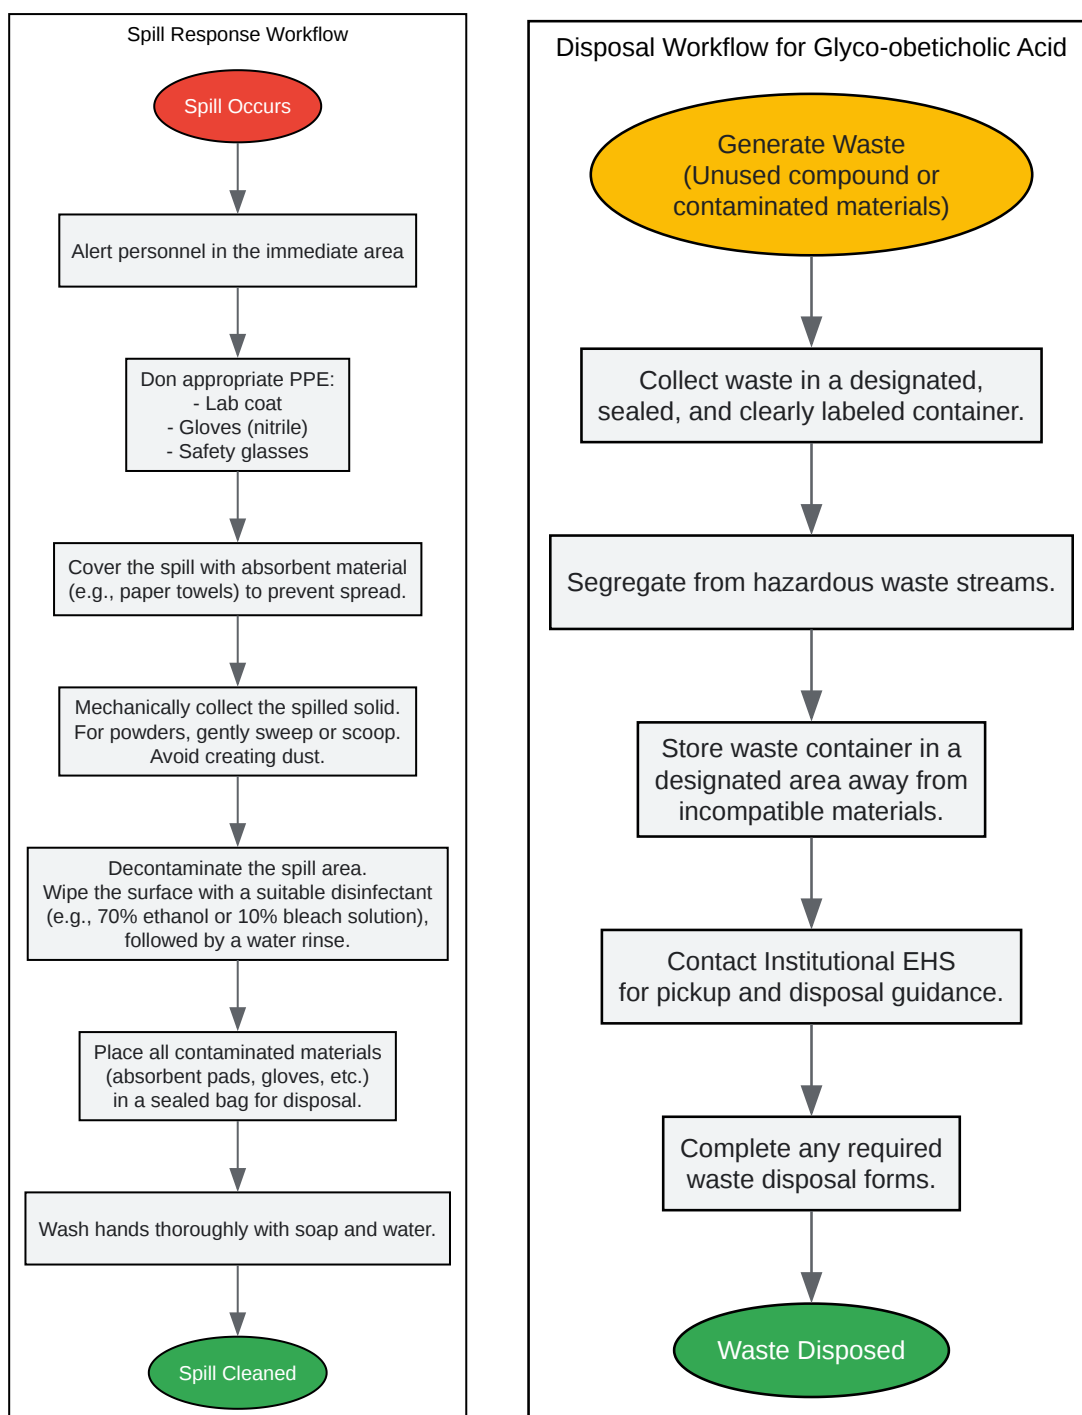 Spill Response Workflow
Spill Occurs
Alert personnel in the immediate area
Don appropriate PPE:
- Lab coat
- Gloves (nitrile)
- Safety glasses
Cover the spill with absorbent material
(e.g., paper towels) to prevent spread.
Mechanically collect the spilled solid.
For powders, gently sweep or scoop.
Avoid creating dust.
Decontaminate the spill area.
Wipe the surface with a suitable disinfectant
(e.g., 70% ethanol or 10% bleach solution),
followed by a water rinse.
Place all contaminated materials
(absorbent pads, gloves, etc.)
in a sealed bag for disposal.
Wash hands thoroughly with soap and water.
Spill Cleaned
Disposal Workflow for Glyco-obeticholic Acid
Generate Waste
(Unused compound or
contaminated materials)
Collect waste in a designated,
sealed, and clearly labeled container.
Segregate from hazardous waste streams.
Store waste container in a
designated area away from
incompatible materials.
Contact Institutional EHS
for pickup and disposal guidance.
Complete any required
waste disposal forms.
Waste Disposed